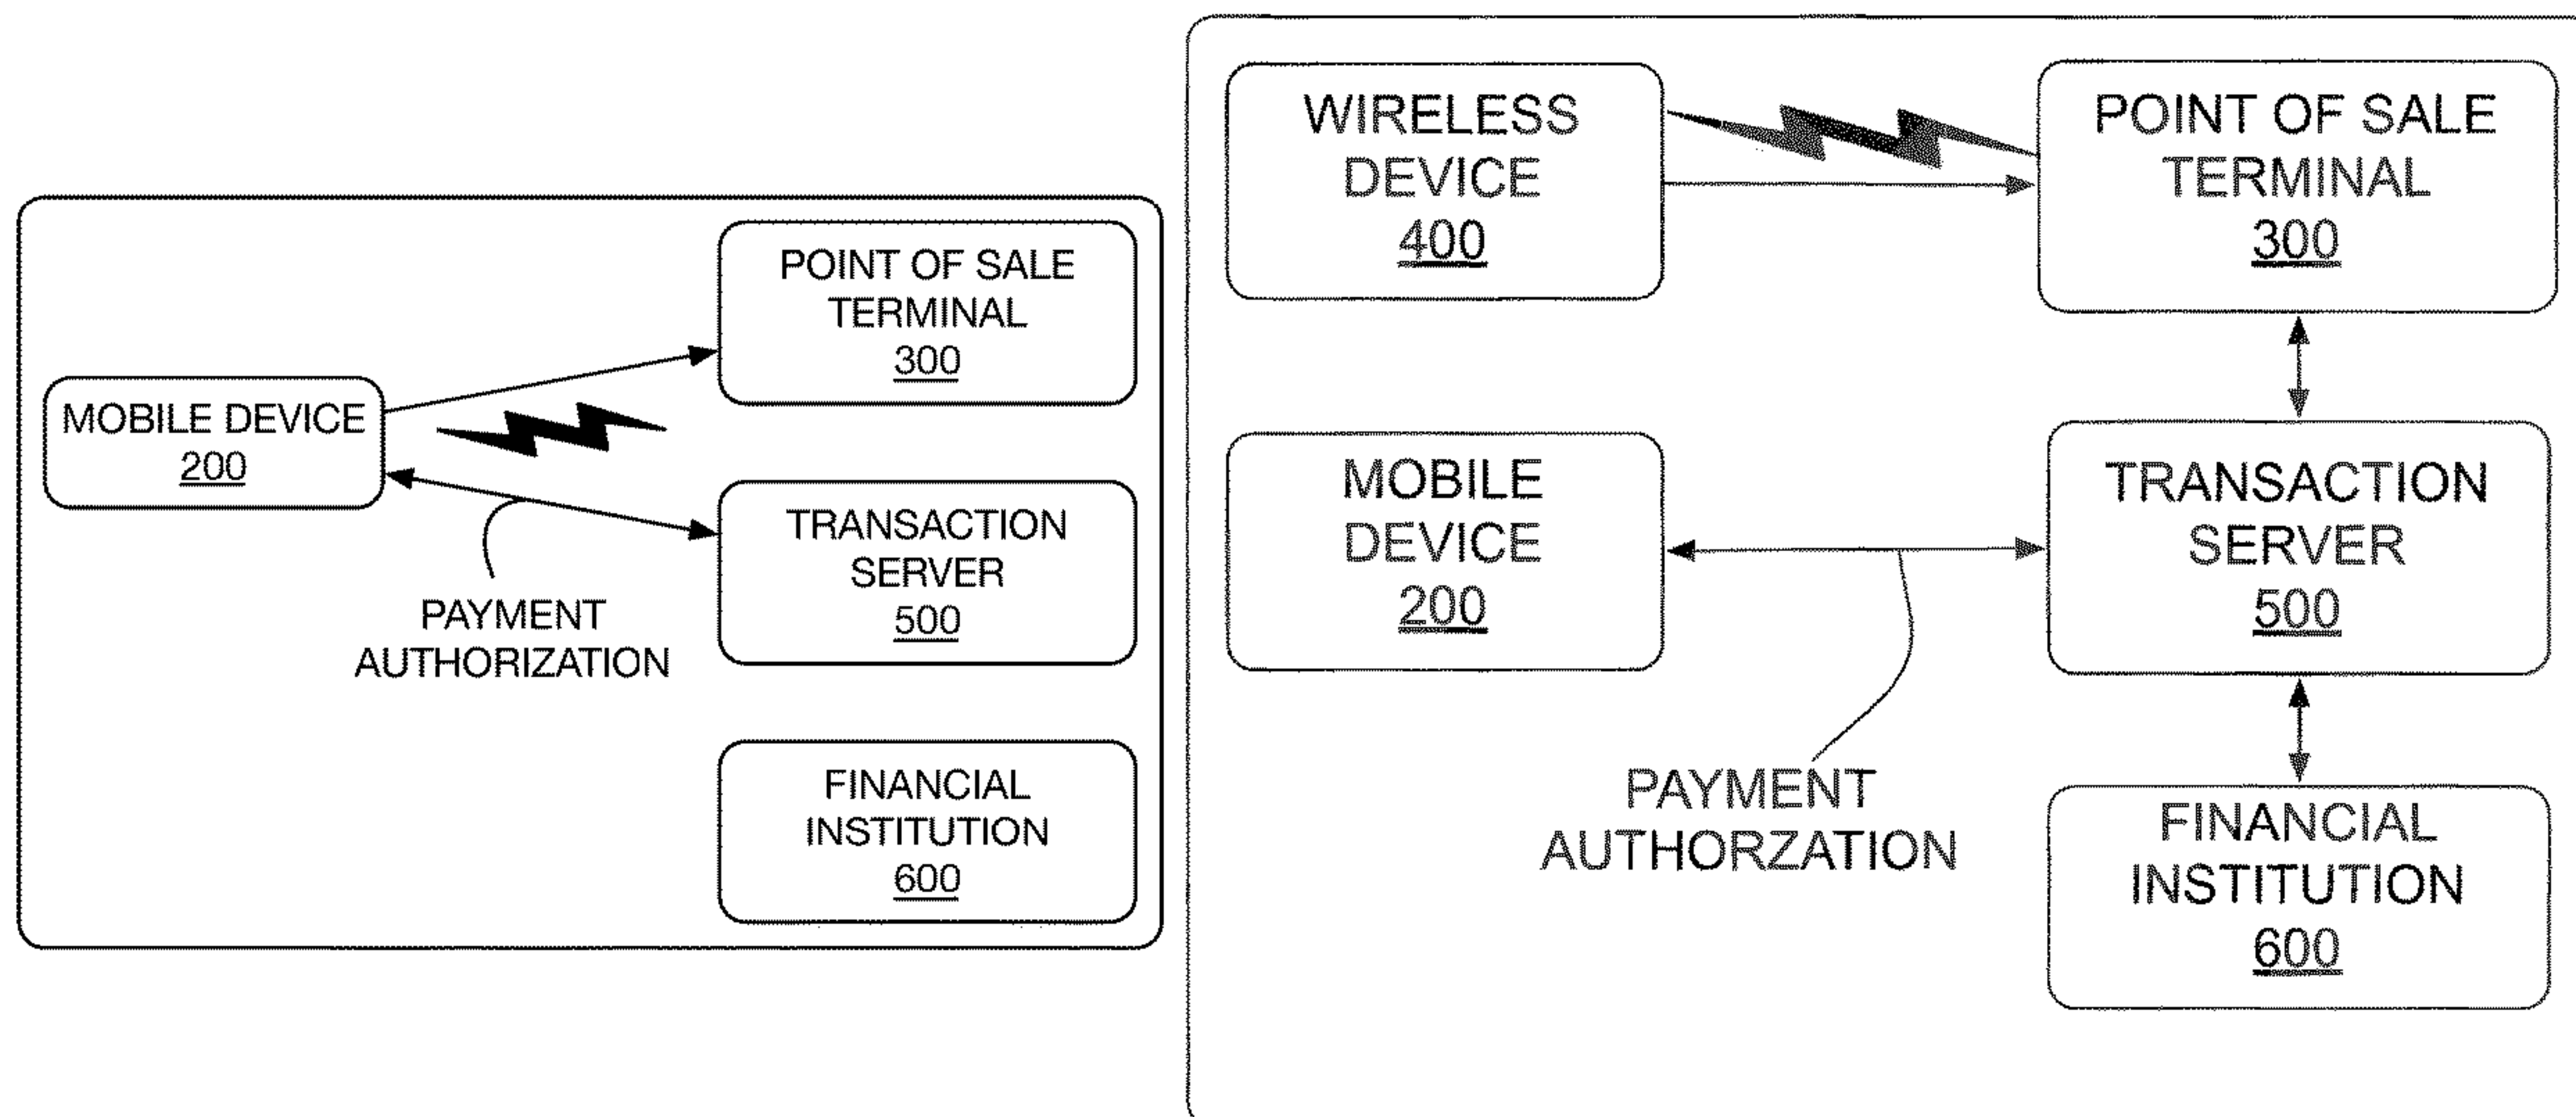 POINT OF SALE
TERMINAL
300
MOBILE DEVICE
200
TRANSACTION
SERVER
500
PAYMENT
AUTHORIZATION
FINANCIAL
INSTITUTION
600
WIRELESS
DEVICE
400
POINT OF SALE
TERMINAL
300
MOBILE
DEVICE
200
TRANSACTION
SERVER
500
PAYMENT
AUTHORZATION
FINANCIAL
INSTITUTION
600